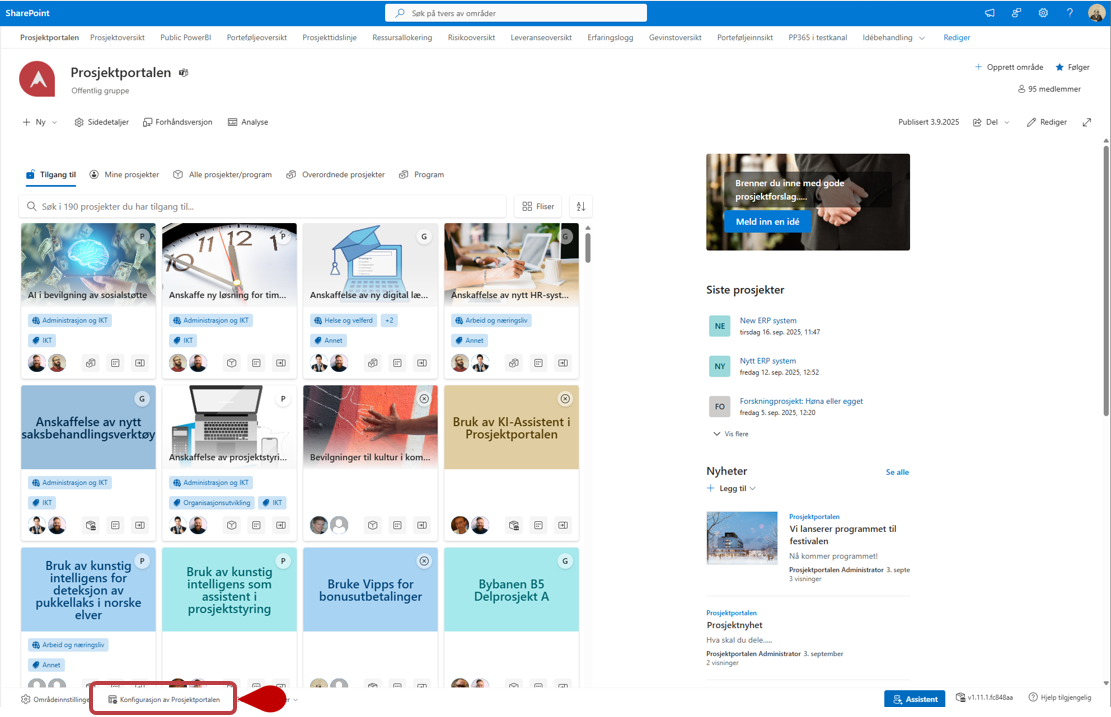 SharePoint
Søk på tvers av områder
Prosjektportalen Prosjektoversikt Public PowerBI Porteføljeoversikt Prosjekttidslinje Ressursallokering Risikooversikt Leveranseoversikt Erfaringslogg Gevinstoversikt Porteføljeinnsikt PP365 i testkanal Idébehandling Rediger
Prosjektportalen
Offentlig gruppe
Opprett område Følger
95 medlemmer
Ny Sidedetaljer Forhåndsversjon Analyse
Publisert 3.9.2025 Del Rediger
Tilgang til Mine prosjekter Alle prosjekter/program Overordnede prosjekter Program
Søk i 190 prosjekter du har tilgang til...
Fliser
P
AI i bevilgning av sosialstøtte
Administrasjon og IKT
IKT
P
12
11
10
Anskaffe ny løsning for tim...
Administrasjon og IKT
IKT
G
Anskaffelse av ny digital læ...
Helse og velferd +2
Annet
G
Anskaffelse av nytt HR-syst...
Arbeid og næringsliv
Annet
G
Anskaffelse av nytt
saksbehandlingsverktøy
Administrasjon og IKT
IKT
P
Anskaffelse av prosjektstyri...
Administrasjon og IKT
Organisasjonsutvikling IKT
Bevilgninger til kultur i kom...
Bruk av KI-Assistent i
Prosjektportalen
P
Bruk av kunstig
intelligens for
deteksjon av
pukkellaks i norske
elver
Arbeid og næringsliv
Annet
P
Bruk av kunstig
intelligens som
assistent i
prosjektstyring
Bruke Vipps for
bonusutbetalinger
G
Bybanen B5
Delprosjekt A
Brenner du inne med gode
prosjektforslag.....
Meld inn en idé
Siste prosjekter
NE
New ERP system
tirsdag 16. sep. 2025, 11:47
NY
Nytt ERP system
fredag 12. sep. 2025, 12:52
FO
Forskningprosjekt: Høna eller egget
fredag 5. sep. 2025, 12:20
Vis flere
Nyheter Se alle
Legg til
Prosjektportalen
Vi lanserer programmet til
festivalen
Nå kommer programmet!
Prosjektportalen Administrator 3. septe
3 visninger
Prosjektportalen
Prosjektnyhet
Hva skal du dele.....
Prosjektportalen Administrator 3. september
2 visninger
Områdeinnstillinge
Konfigurasjon av Prosjektportalen
Assistent
v1.11.1.fc848aa
Hjelp tilgjengelig